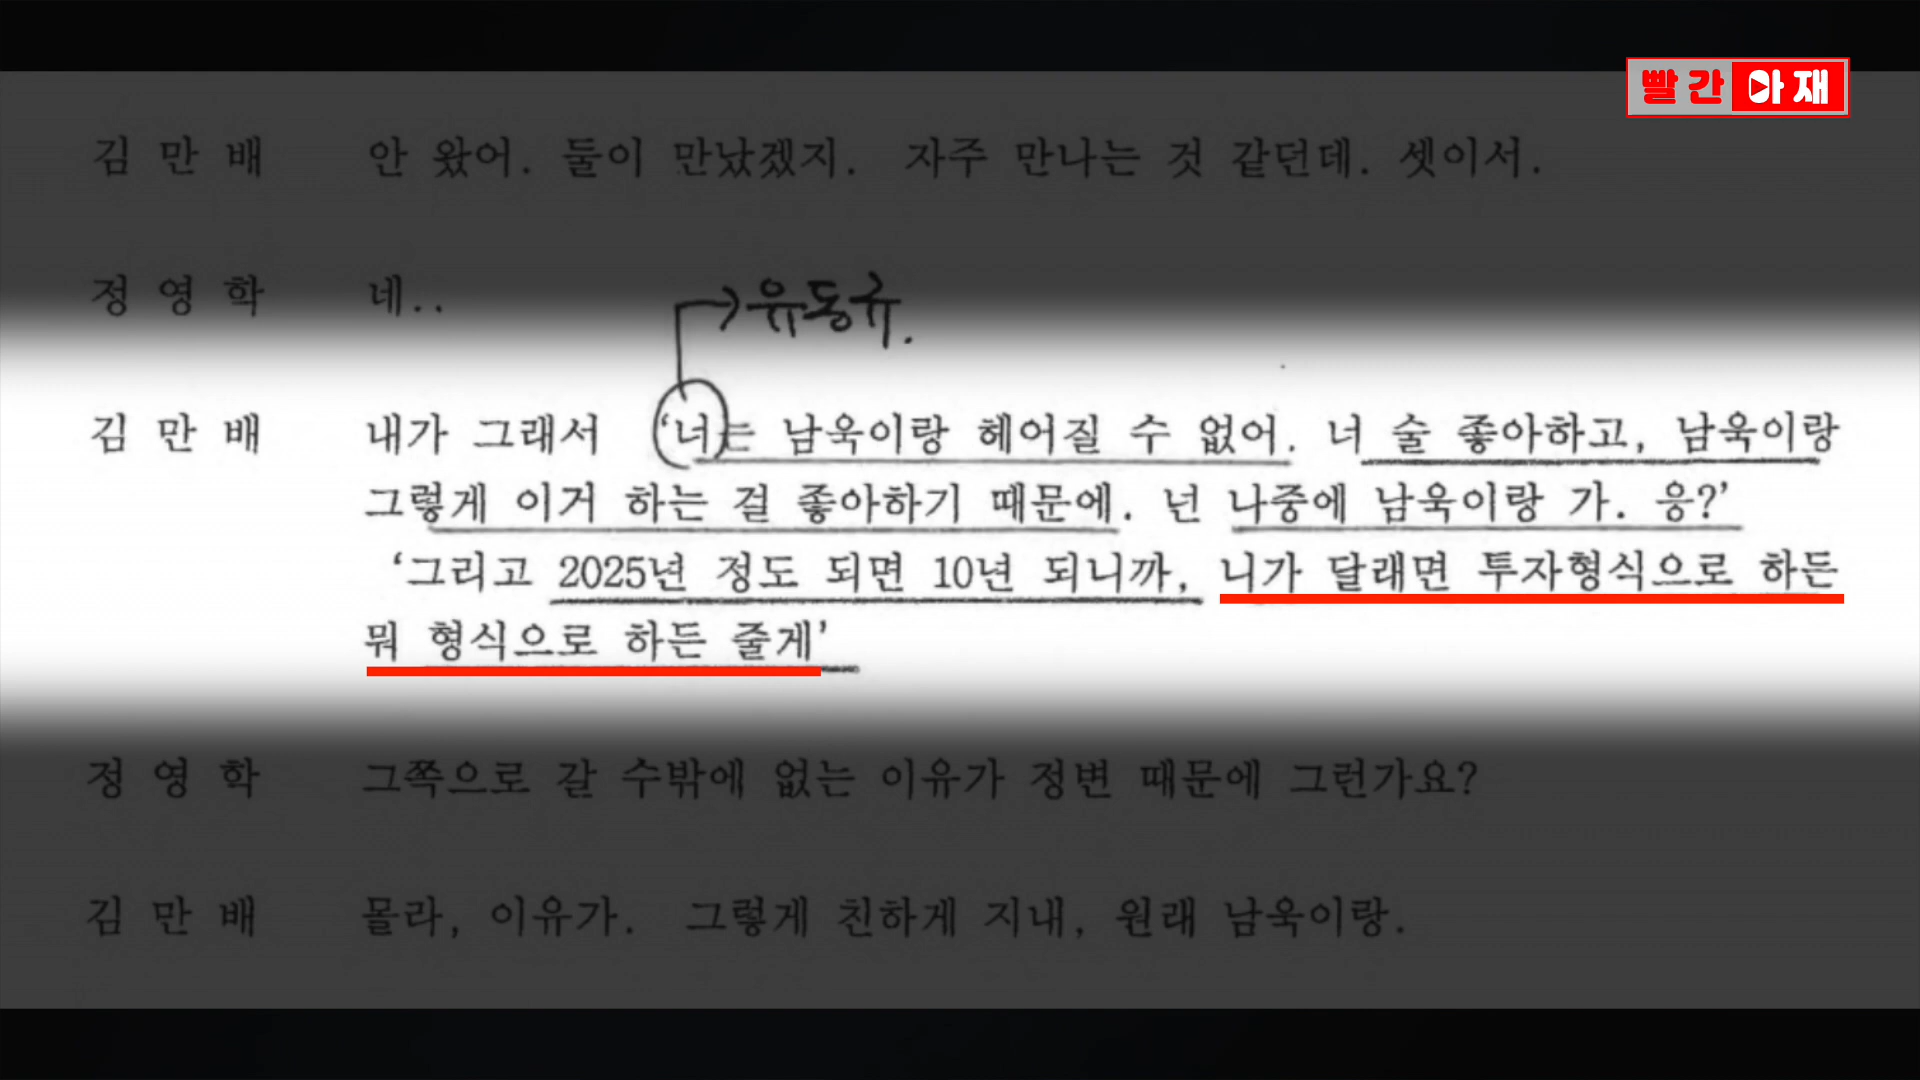 빨간 아재
김 만 배 안 왔어. 둘이 만났겠지. 자주 만나는 것 같던데. 셋이서.
정 영 학 네..
→유동규.
김 만 배 내가 그래서 ‘너는 남욱이랑 헤어질 수 없어. 너 술 좋아하고, 남욱이랑
그렇게 이거 하는 걸 좋아하기 때문에. 넌 나중에 남욱이랑 가. 응?’
‘그리고 2025년 정도 되면 10년 되니까, 니가 달래면 투자형식으로 하든
뭐 형식으로 하든 줄게’
정 영 학 그쪽으로 갈 수밖에 없는 이유가 정변 때문에 그런가요?
김 만 배 몰라, 이유가. 그렇게 친하게 지내, 원래 남욱이랑.